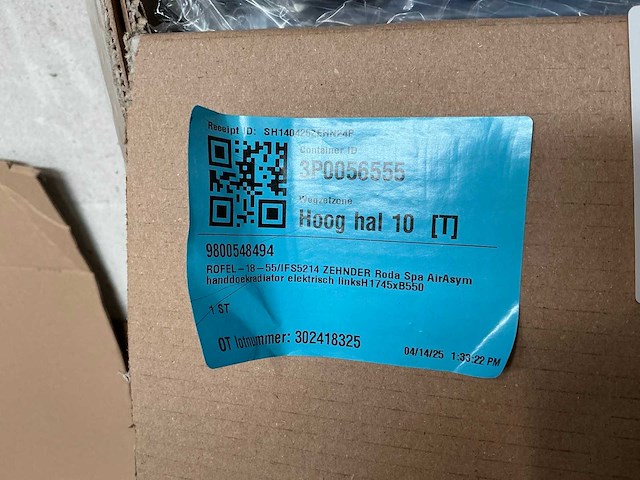 Receipt ID: SH140425ZEHN24P
Container ID
3P0056555
Wegzetzone
Hoog hal 10 [T]
9800548494
ROFEL-18-55/IFS5214 ZEHNDER Roda Spa AirAsym
handdoekradiator elektrisch linksH1745xB550
1 ST
OT lotnummer: 302418325
04/14/25 1:33:22 PM